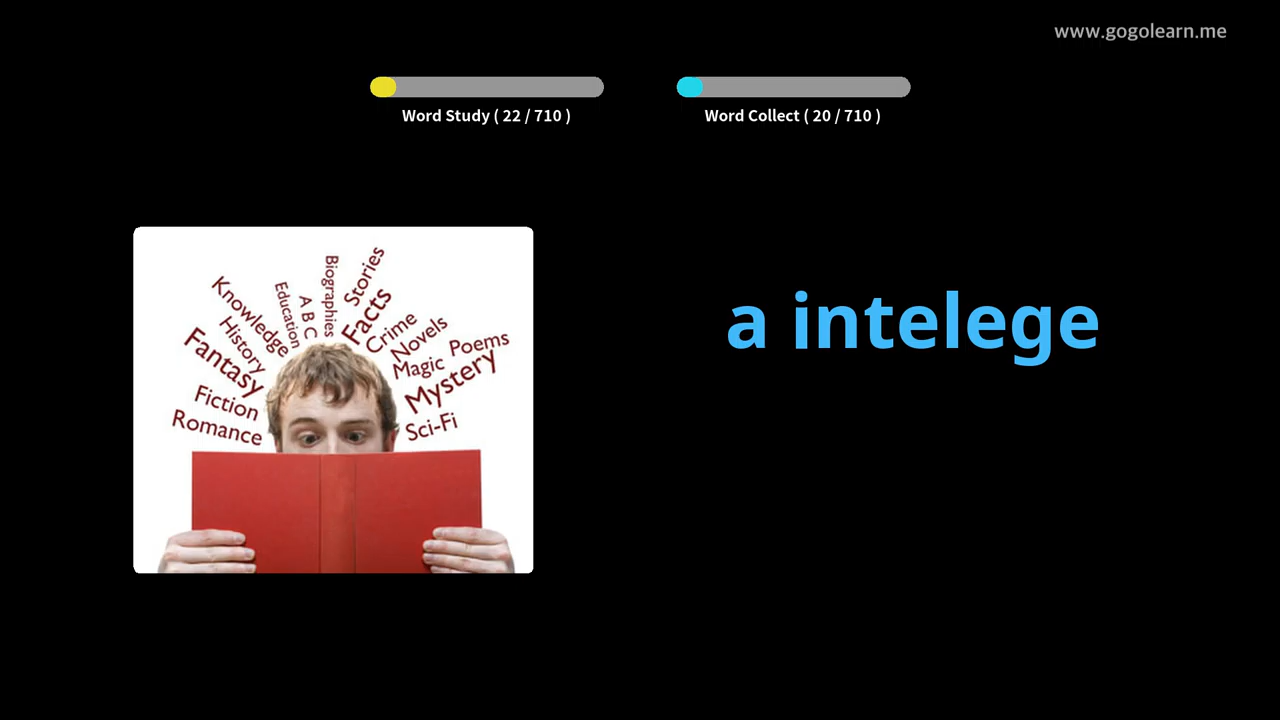 www.gogolearn.me
Word Study ( 22 / 710 )
Word Collect ( 20 / 710 )
Biographies
Stories
Education
A B C
Facts
Knowledge
Crime
History
Novels
Fantasy
Magic
Poems
Mystery
Fiction
Romance
Sci-Fi
a intelege